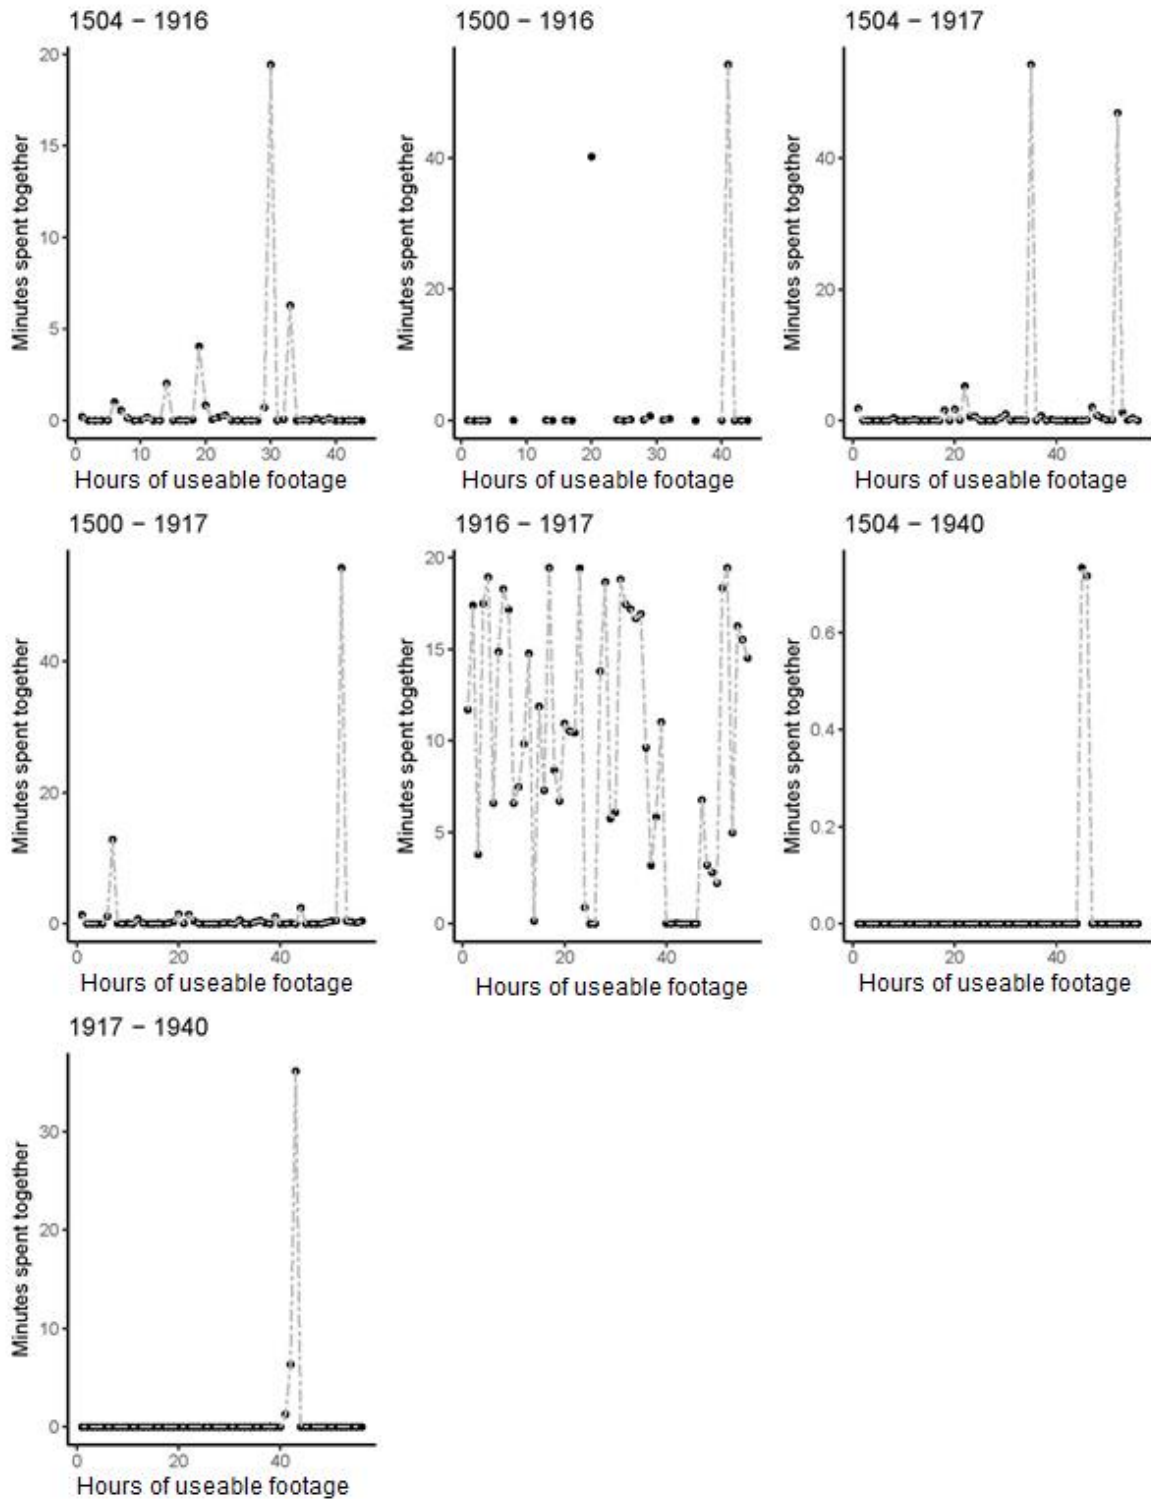 1504 – 1916
1500 – 1916
1504 – 1917
Minutes spent together
20
15
10
5
0
0 10 20 30 40
Hours of useable footage
Minutes spent together
40
20
0
0 10 20 30 40
Hours of useable footage
Minutes spent together
40
20
0
0 20 40
Hours of useable footage
1500 – 1917
1916 – 1917
1504 – 1940
Minutes spent together
40
20
0
0 20 40
Hours of useable footage
Minutes spent together
20
15
10
5
0
0 20 40
Hours of useable footage
Minutes spent together
0.6
0.4
0.2
0.0
0 20 40
Hours of useable footage
1917 – 1940
Minutes spent together
30
20
10
0
0 20 40
Hours of useable footage